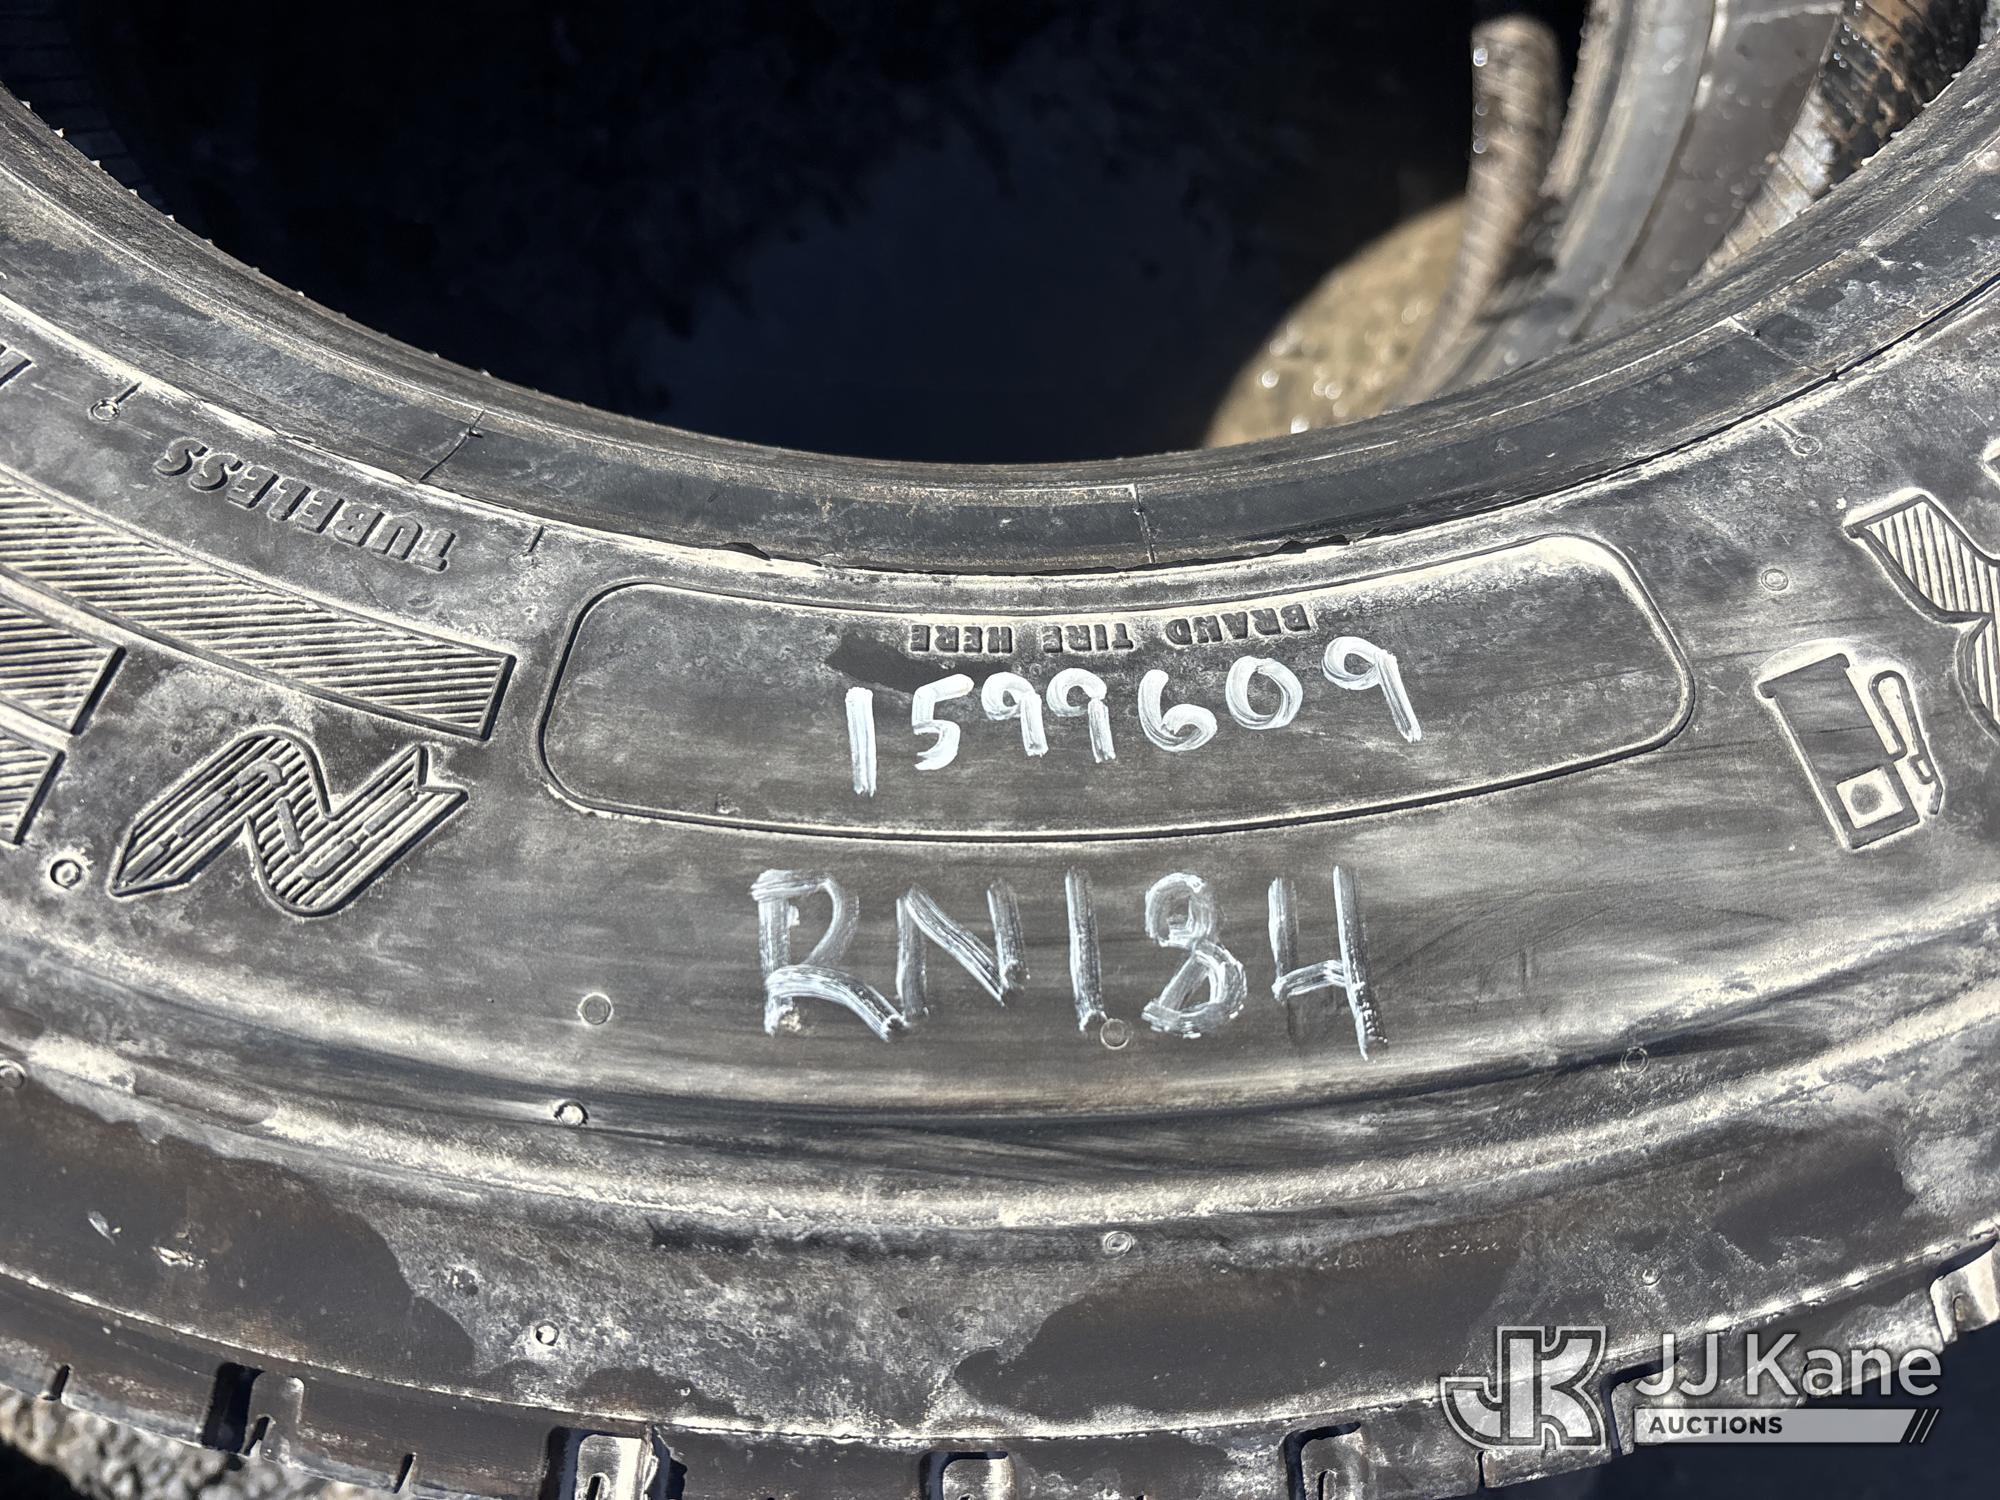 TUBELESS
BRAND TIRE HERE
1599609
RN184
JJ Kane
AUCTIONS